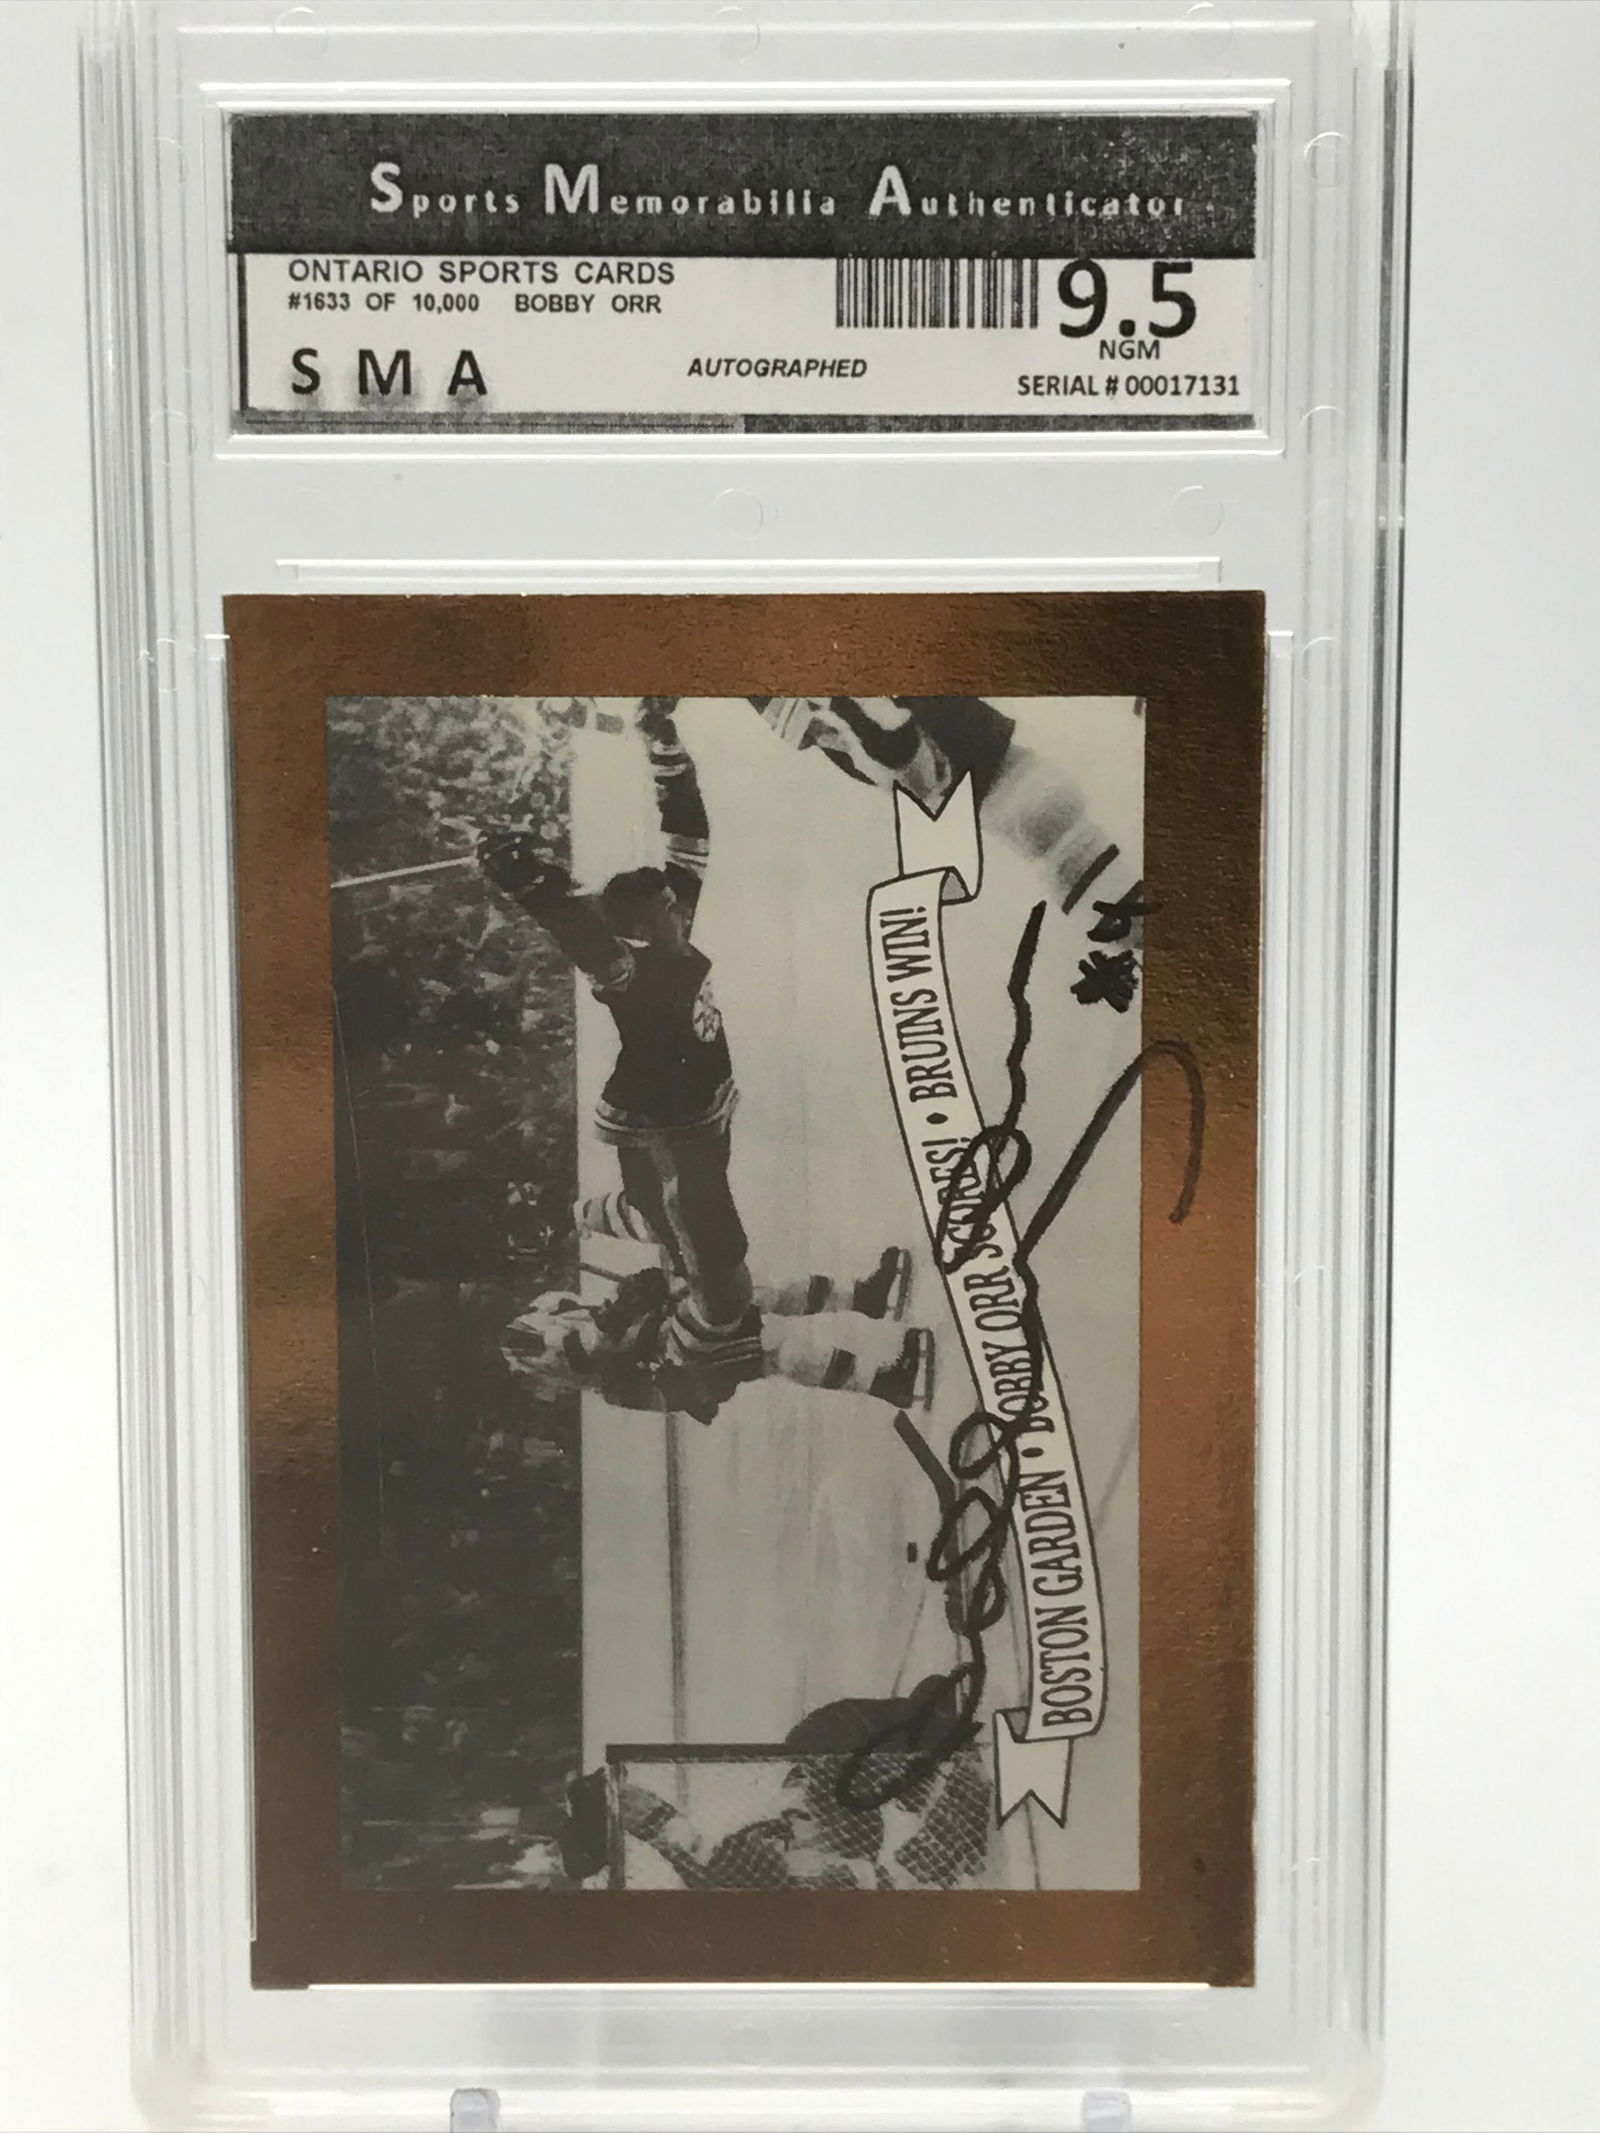 Sports Memorabilia Authenticator
ONTARIO SPORTS CARDS
#1633 OF 10,000 BOBBY ORR
9.5
NGM
S M A
AUTOGRAPHED
SERIAL # 00017131
BOSTON GARDEN • BOBBY ORR SCORES! • BRUINS WIN!